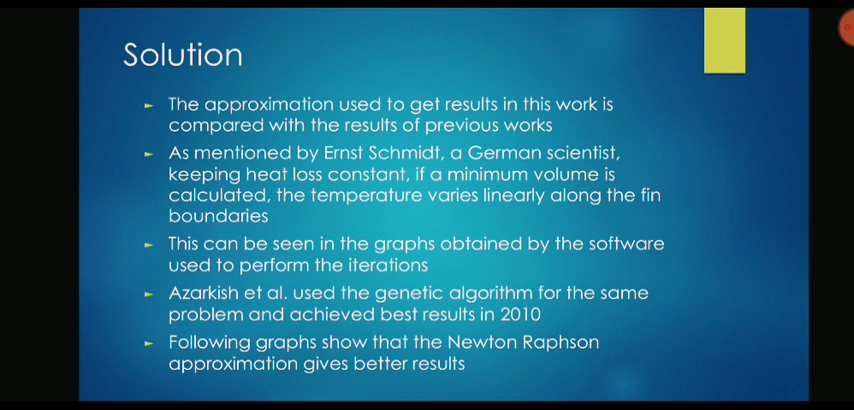 Solution
The approximation used to get results in this work is
compared with the results of previous works
As mentioned by Ernst Schmidt, a German scientist,
keeping heat loss constant, if a minimum volume is
calculated, the temperature varies linearly along the fin
boundaries
This can be seen in the graphs obtained by the software
used to perform the iterations
Azarkish et al. used the genetic algorithm for the same
problem and achieved best results in 2010
Following graphs show that the Newton Raphson
approximation gives better results